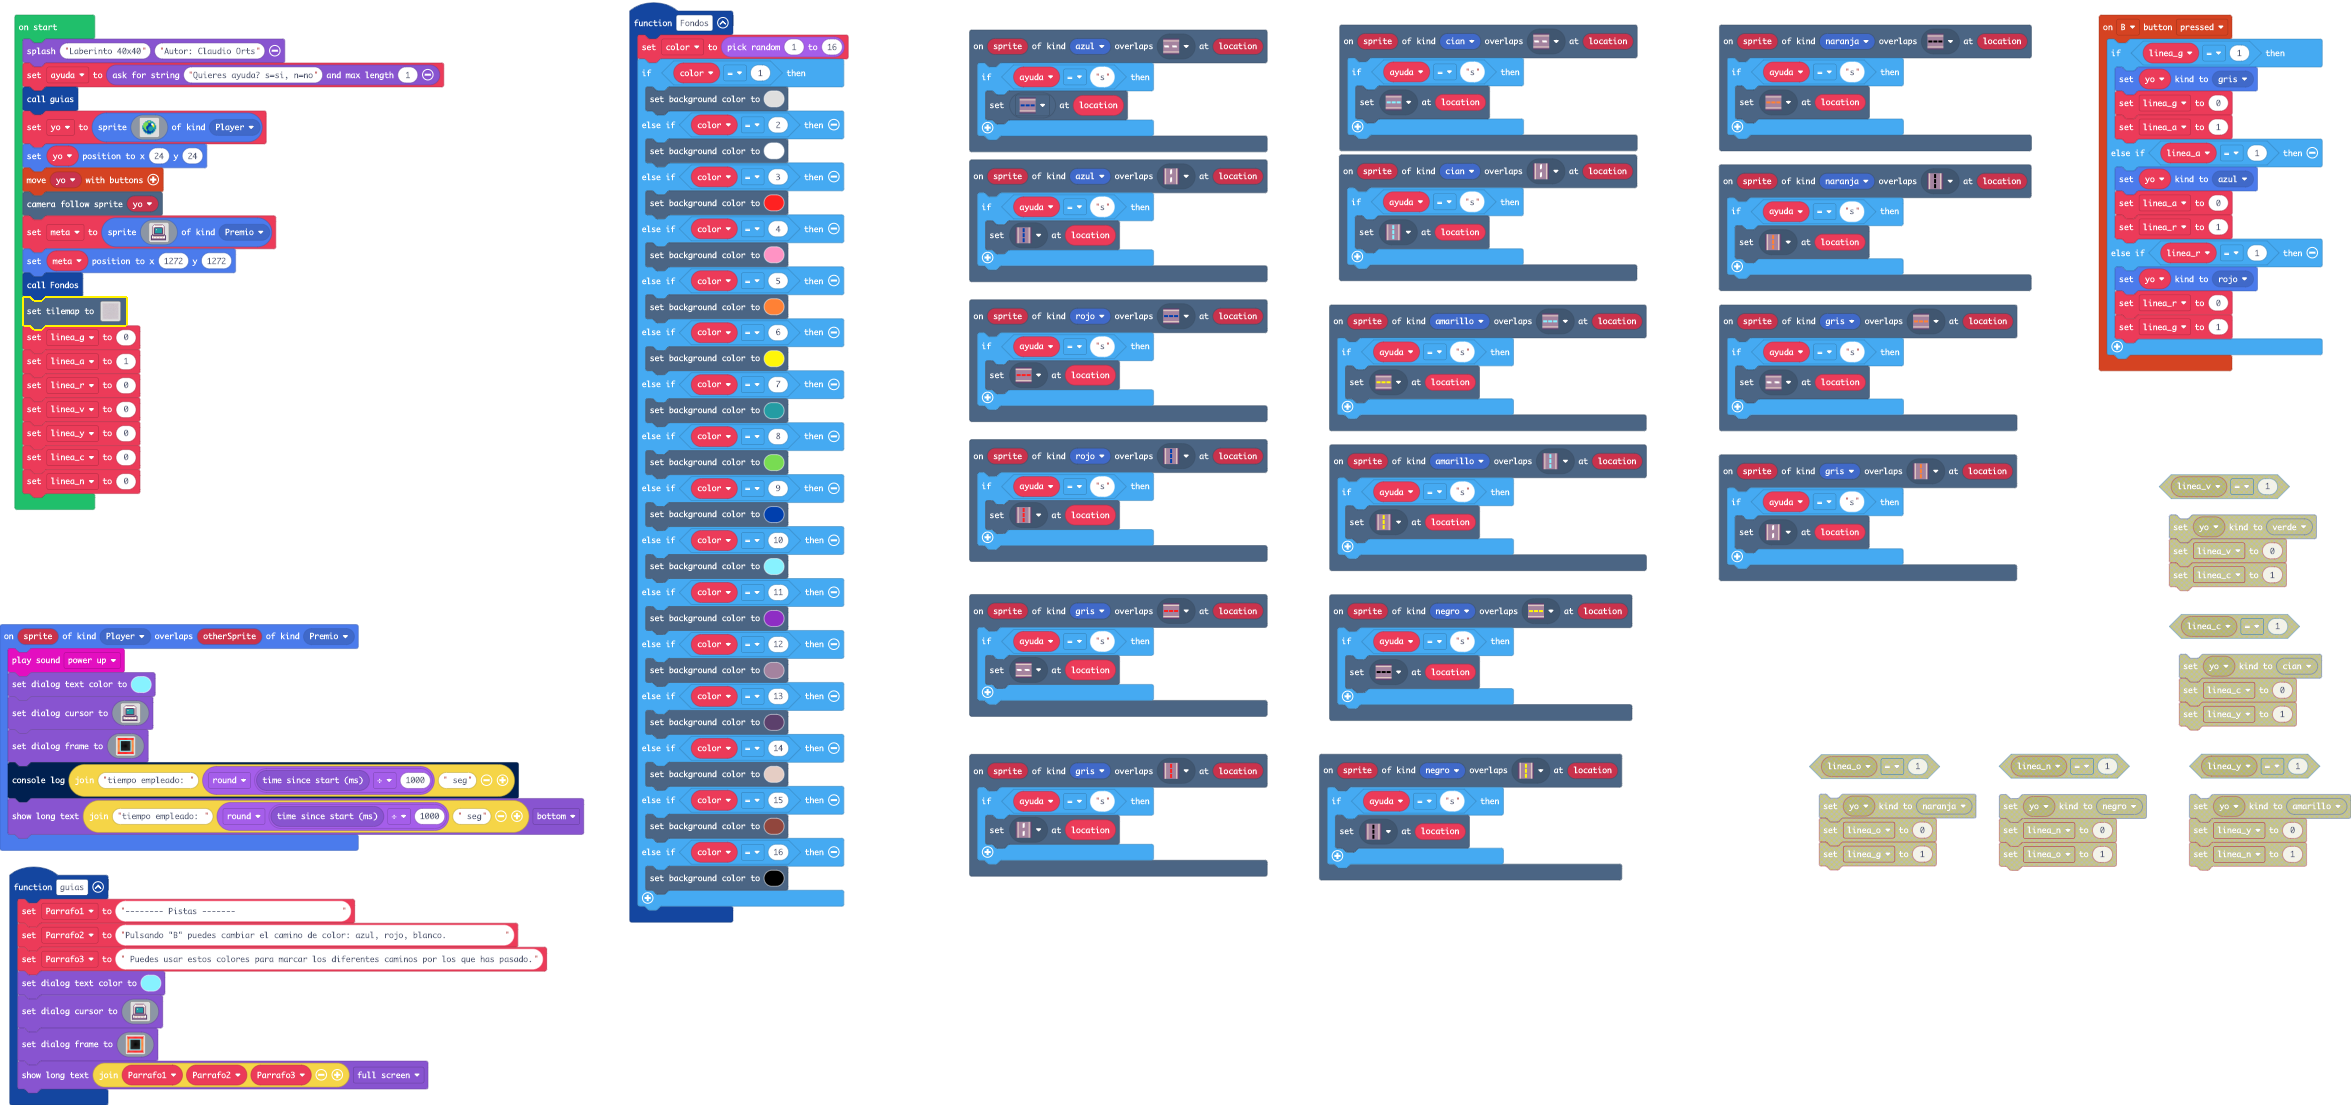 on start
splash "Laberinto 40x40" "Autor: Claudio Orts"
set ayuda to ask for string "Quieres ayuda? s=si, n=no" and max length 1
call guias
set yo to sprite of kind Player
set yo position to x 24 y 24
move yo with buttons
camera follow sprite yo
set meta to sprite of kind Premio
set meta position to x 1272 y 1272
call Fondos
set tilemap to
set linea_g to 0
set linea_a to 1
set linea_r to 0
set linea_v to 0
set linea_y to 0
set linea_c to 0
set linea_n to 0
on sprite of kind Player overlaps otherSprite of kind Premio
play sound power up
set dialog text color to
set dialog cursor to
set dialog frame to
console log join "tiempo empleado: " round time since start (ms) ÷ 1000 " seg"
show long text join "tiempo empleado: " round time since start (ms) ÷ 1000 " seg" bottom
function guias
set Parrafo1 to "-------- Pistas ------- "
set Parrafo2 to "Pulsando "B" puedes cambiar el camino de color: azul, rojo, blanco. "
set Parrafo3 to " Puedes usar estos colores para marcar los diferentes caminos por los que has pasado."
set dialog text color to
set dialog cursor to
set dialog frame to
show long text join Parrafo1 Parrafo2 Parrafo3 full screen
function Fondos
set color to pick random 1 to 16
if color = 1 then
set background color to
else if color = 2 then
set background color to
else if color = 3 then
set background color to
else if color = 4 then
set background color to
else if color = 5 then
set background color to
else if color = 6 then
set background color to
else if color = 7 then
set background color to
else if color = 8 then
set background color to
else if color = 9 then
set background color to
else if color = 10 then
set background color to
else if color = 11 then
set background color to
else if color = 12 then
set background color to
else if color = 13 then
set background color to
else if color = 14 then
set background color to
else if color = 15 then
set background color to
else if color = 16 then
set background color to
on sprite of kind azul overlaps at location
if ayuda = "s" then
set at location
on sprite of kind azul overlaps at location
if ayuda = "s" then
set at location
on sprite of kind rojo overlaps at location
if ayuda = "s" then
set at location
on sprite of kind rojo overlaps at location
if ayuda = "s" then
set at location
on sprite of kind gris overlaps at location
if ayuda = "s" then
set at location
on sprite of kind gris overlaps at location
if ayuda = "s" then
set at location
on sprite of kind cian overlaps at location
if ayuda = "s" then
set at location
on sprite of kind cian overlaps at location
if ayuda = "s" then
set at location
on sprite of kind amarillo overlaps at location
if ayuda = "s" then
set at location
on sprite of kind amarillo overlaps at location
if ayuda = "s" then
set at location
on sprite of kind negro overlaps at location
if ayuda = "s" then
set at location
on sprite of kind negro overlaps at location
if ayuda = "s" then
set at location
on sprite of kind naranja overlaps at location
if ayuda = "s" then
set at location
on sprite of kind naranja overlaps at location
if ayuda = "s" then
set at location
on sprite of kind gris overlaps at location
if ayuda = "s" then
set at location
on sprite of kind gris overlaps at location
if ayuda = "s" then
set at location
on B button pressed
if linea_g = 1 then
set yo kind to gris
set linea_g to 0
set linea_a to 1
else if linea_a = 1 then
set yo kind to azul
set linea_a to 0
set linea_r to 1
else if linea_r = 1 then
set yo kind to rojo
set linea_r to 0
set linea_g to 1
linea_v = 1
set yo kind to verde
set linea_v to 0
set linea_c to 1
linea_c = 1
set yo kind to cian
set linea_c to 0
set linea_y to 1
linea_o = 1
set yo kind to naranja
set linea_o to 0
set linea_g to 1
linea_n = 1
set yo kind to negro
set linea_n to 0
set linea_o to 1
linea_y = 1
set yo kind to amarillo
set linea_y to 0
set linea_n to 1